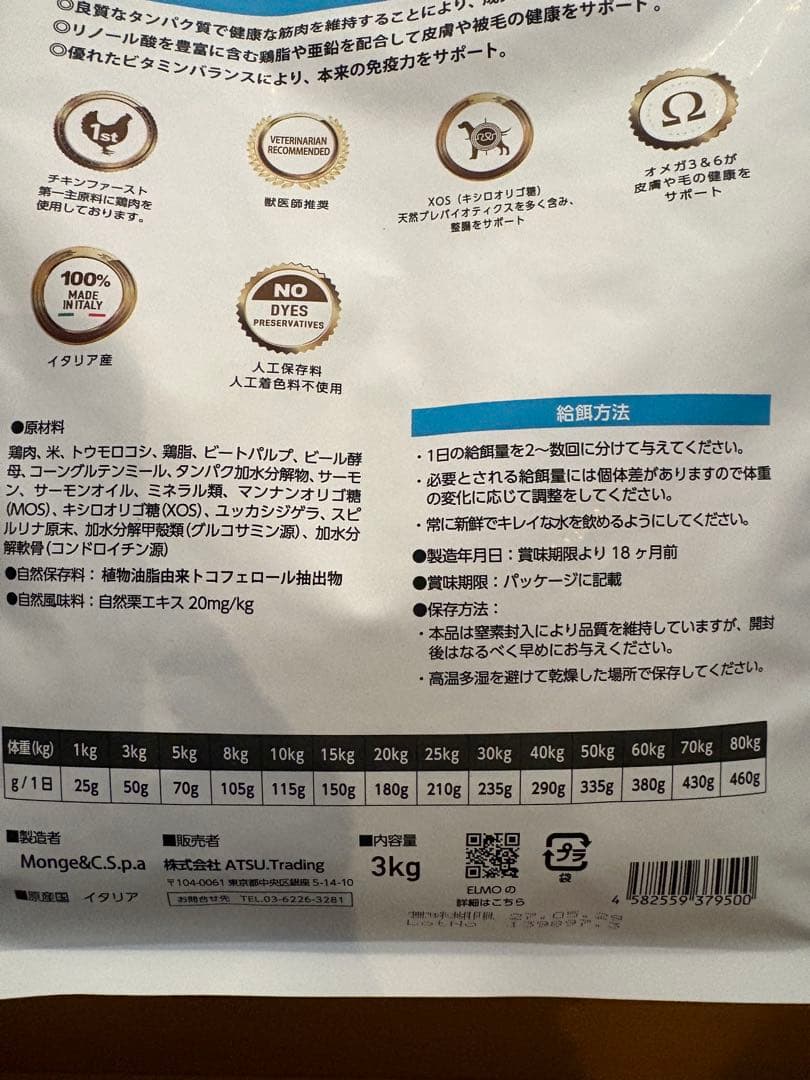 ◎良質なタンパク質で健康な筋肉を維持することにより、
◎リノール酸を豊富に含む鶏脂や亜鉛を配合して皮膚や被毛の健康をサポート。
◎優れたビタミンバランスにより、本来の免疫力をサポート。
1st
チキンファースト
第一主原料に鶏肉を
使用しております。
VETERINARIAN
RECOMMENDED
獣医師推奨
XOS（キシロオリゴ糖）
天然プレバイオティクスを多く含み、
整腸をサポート
Ω
オメガ3＆6が
皮膚や毛の健康を
サポート
100%
MADE
IN ITALY
イタリア産
NO
DYES
PRESERVATIVES
人工保存料
人工着色料不使用
●原材料
鶏肉、米、トウモロコシ、鶏脂、ビートパルプ、ビール酵
母、コーングルテンミール、タンパク加水分解物、サーモ
ン、サーモンオイル、ミネラル類、マンナンオリゴ糖
(MOS)、キシロオリゴ糖(XOS)、ユッカシジゲラ、スピ
ルリナ原末、加水分解甲殻類(グルコサミン源)、加水分
解軟骨(コンドロイチン源)
●自然保存料：植物油脂由来トコフェロール抽出物
●自然風味料：自然栗エキス 20mg/kg
給餌方法
・1日の給餌量を2〜数回に分けて与えてください。
・必要とされる給餌量には個体差がありますので体重
の変化に応じて調整をしてください。
・常に新鮮でキレイな水を飲めるようにしてください。
●製造年月日：賞味期限より 18 ヶ月前
●賞味期限：パッケージに記載
●保存方法：
・本品は窒素封入により品質を維持していますが、開封
後はなるべく早めにお与えください。
・高温多湿を避けて乾燥した場所で保存してください。
体重(kg) 1kg 3kg 5kg 8kg 10kg 15kg 20kg 25kg 30kg 40kg 50kg 60kg 70kg 80kg
g/1日 25g 50g 70g 105g 115g 150g 180g 210g 235g 290g 335g 380g 430g 460g
■製造者
Monge&C.S.p.a
■原産国 イタリア
■販売者
株式会社 ATSU.Trading
〒104-0061 東京都中央区銀座 5-14-10
お問合せ先 TEL.03-6226-3281
■内容量
3kg
ELMO の
詳細はこちら
プラ
袋
4 582559 379500
賞味期限 27.05.29
Lot No 139897.3